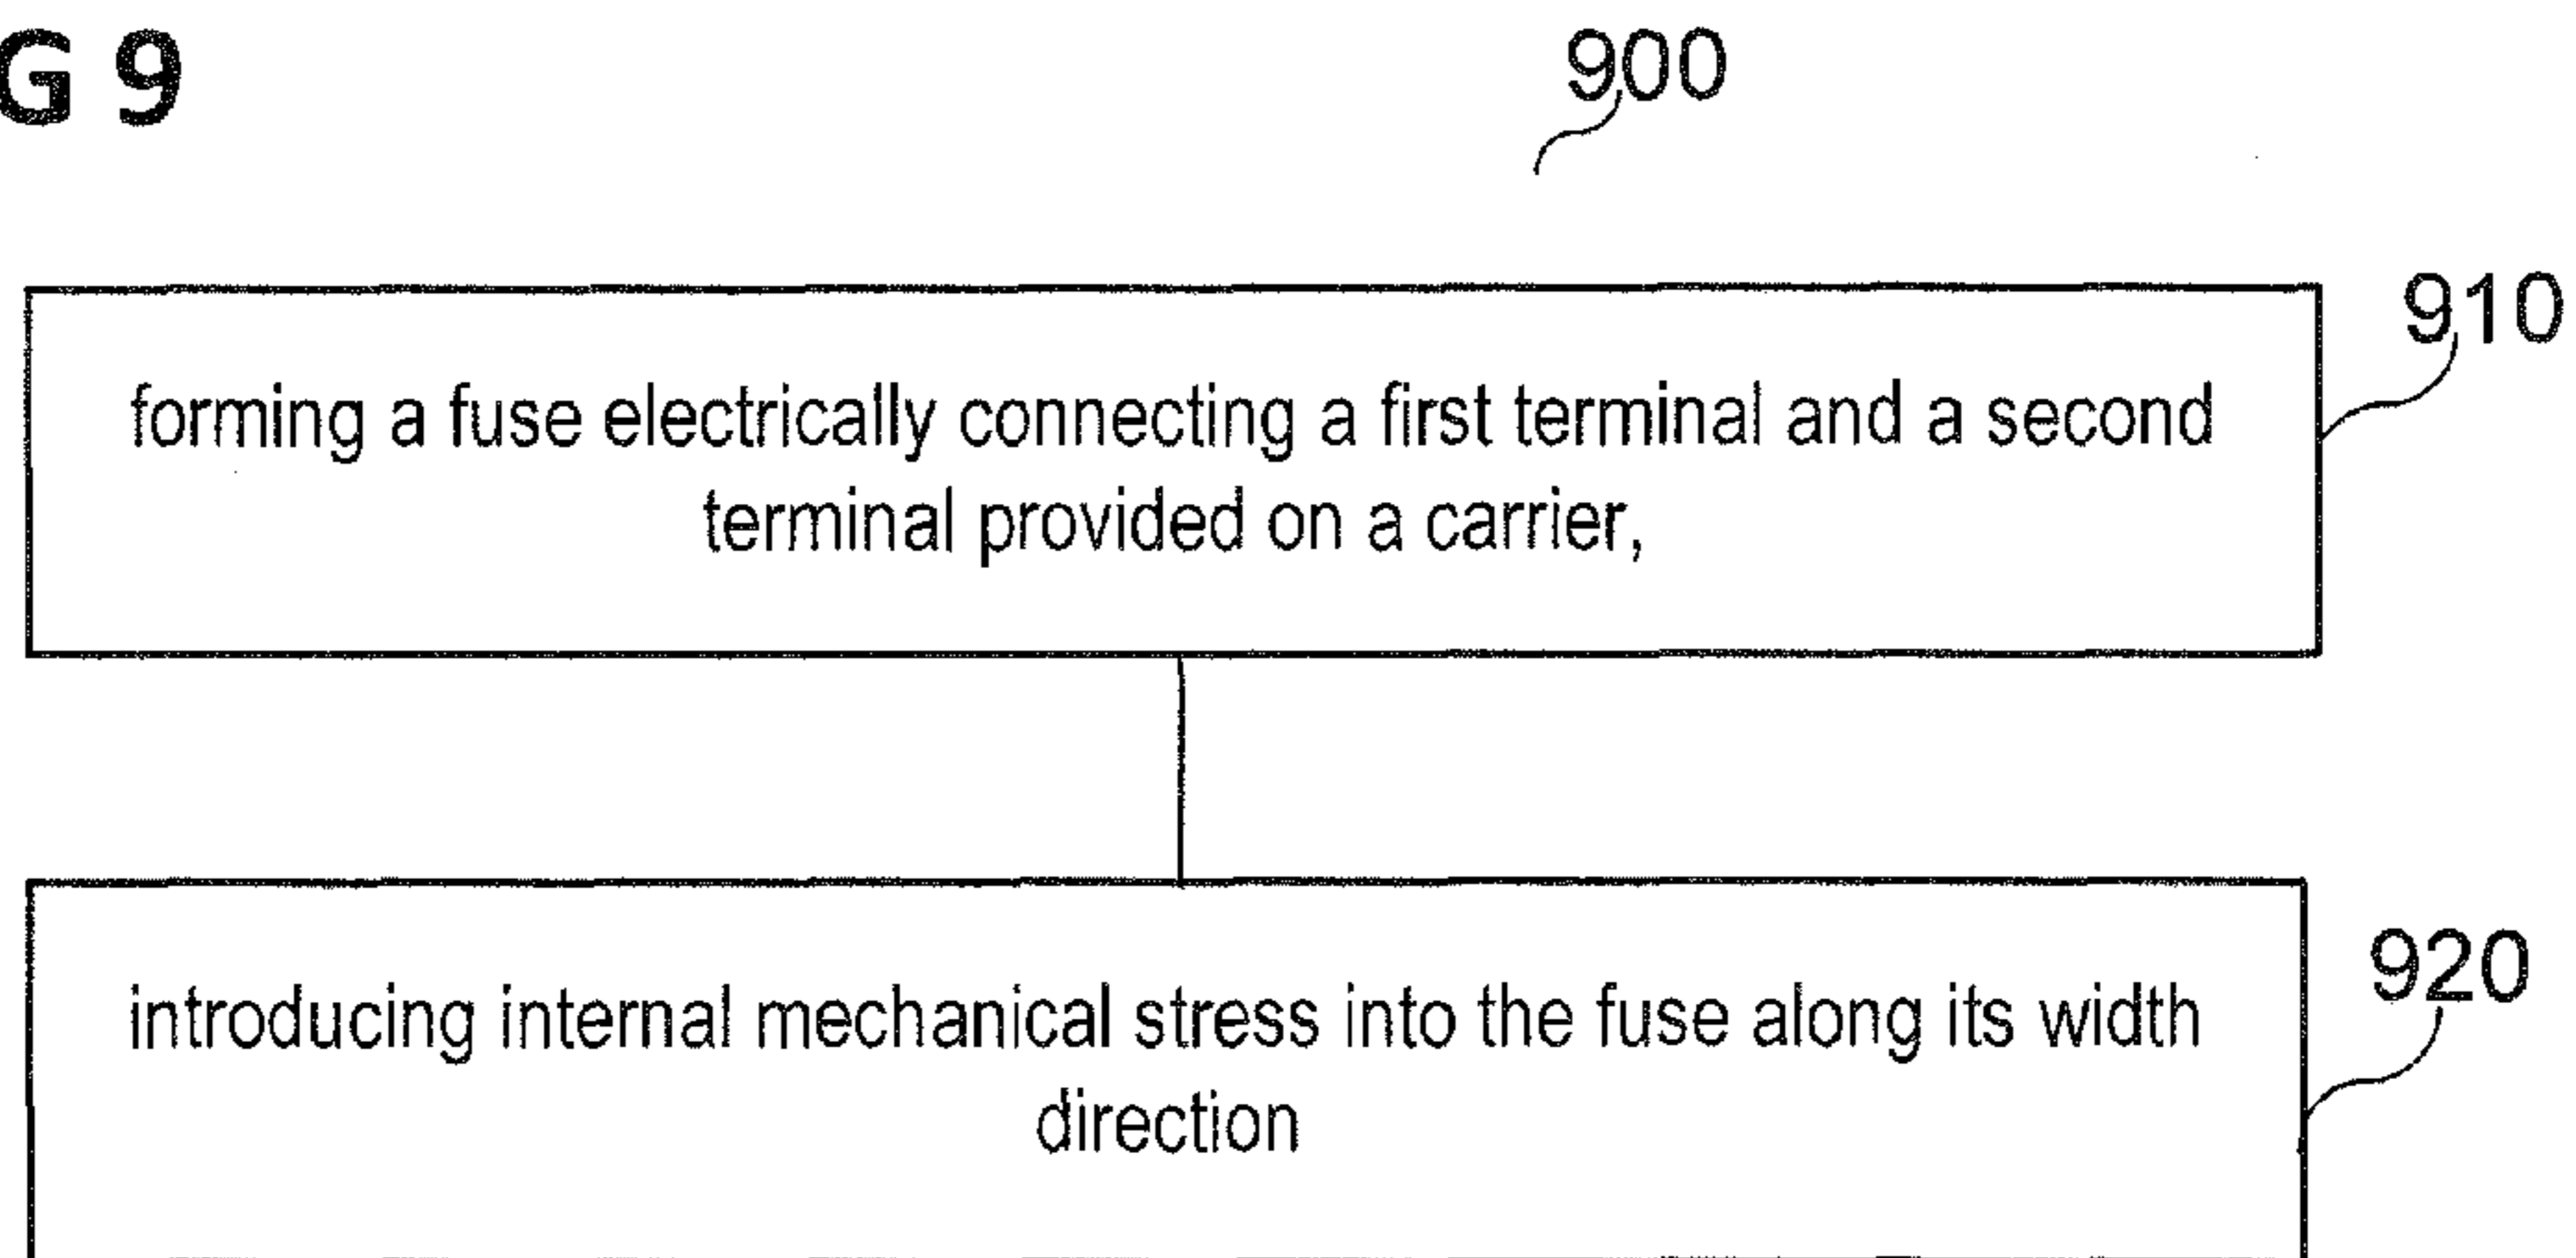 G 9
900
910
forming a fuse electrically connecting a first terminal and a second
terminal provided on a carrier,
920
introducing internal mechanical stress into the fuse along its width
direction